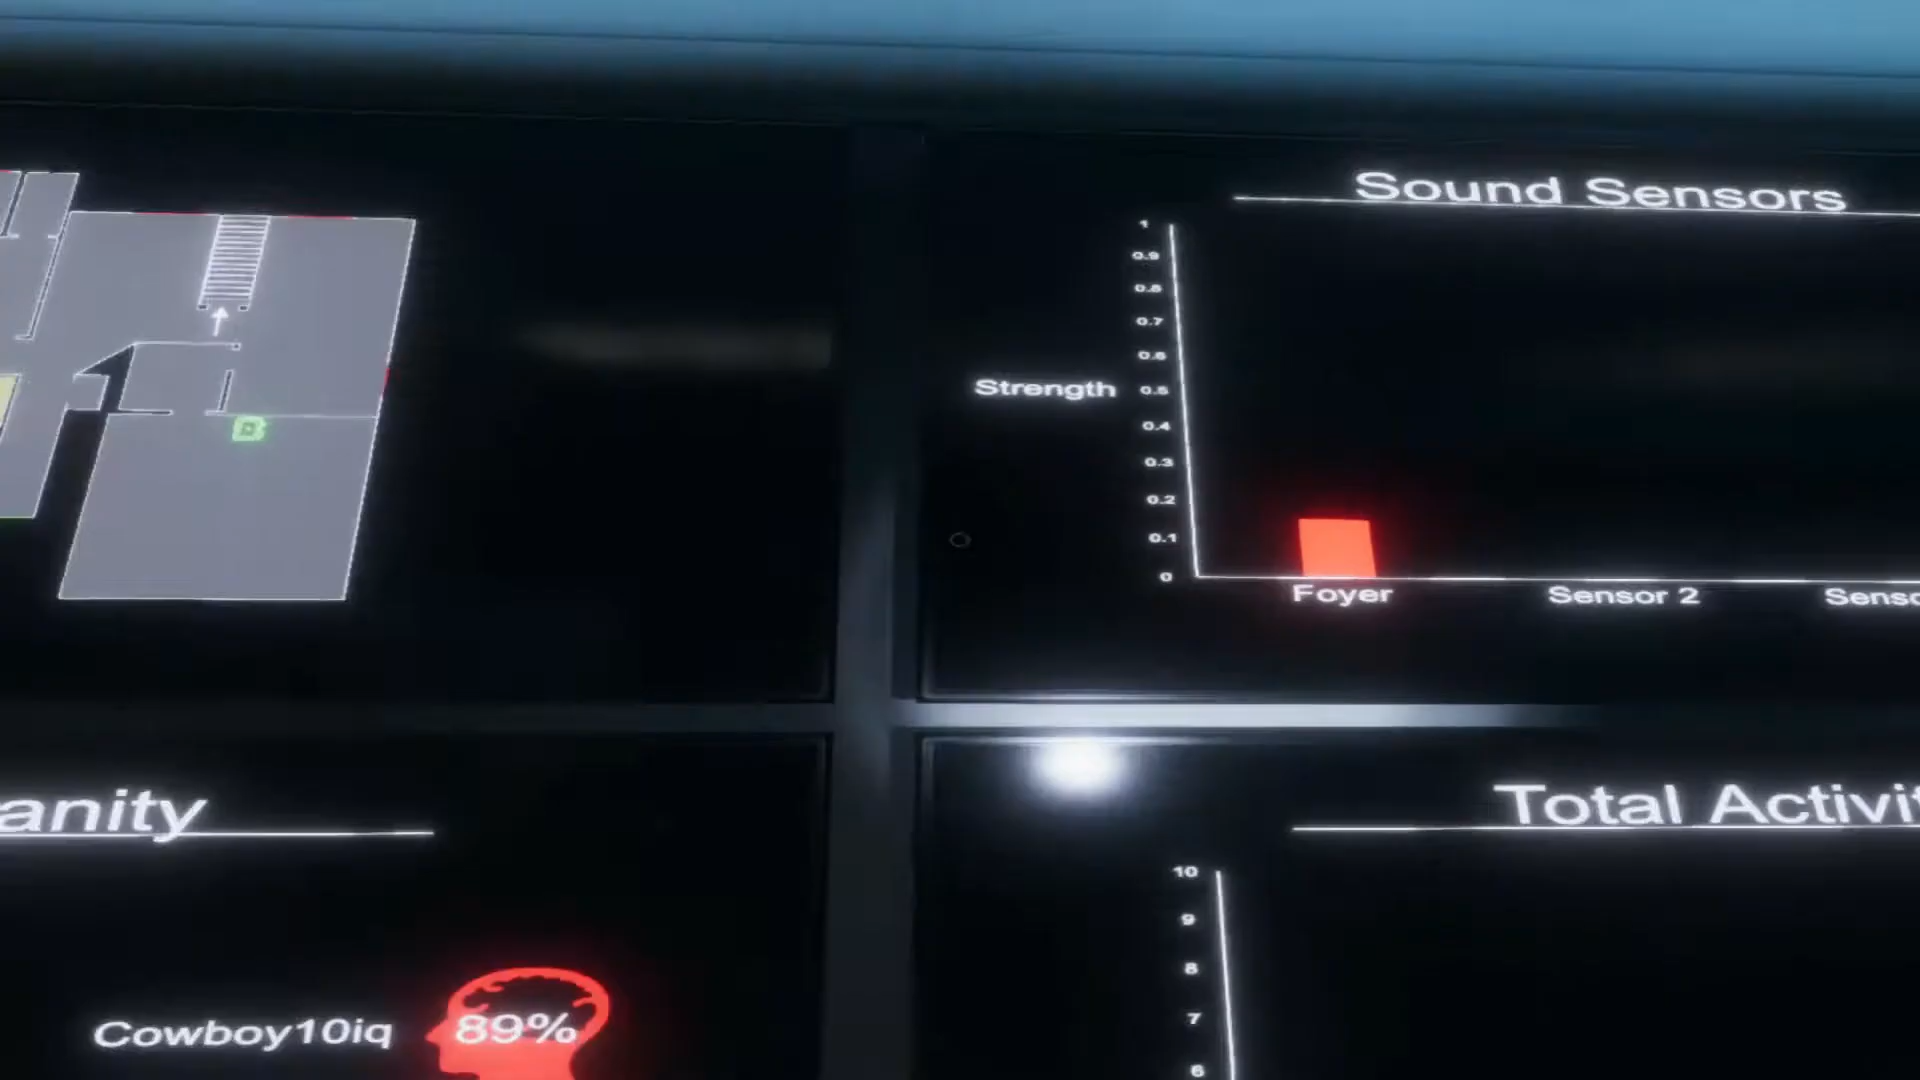 Sound Sensors
1
0.9
0.8
0.7
0.6
Strength
0.5
0.4
0.3
0.2
0.1
0
Foyer
Sensor 2
Senso
anity
Total Activit
10
9
8
7
6
Cowboy10iq
89%